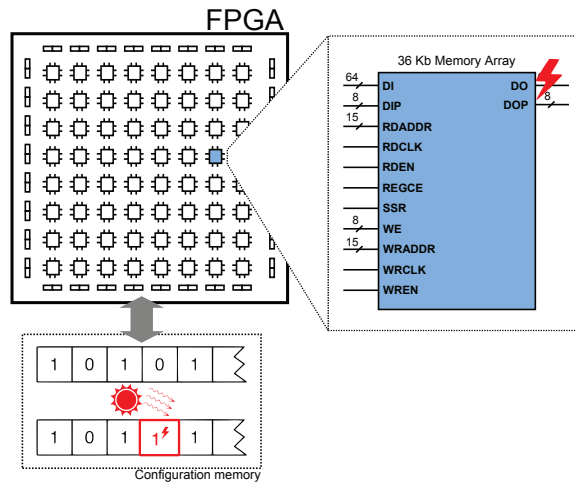 FPGA
36 Kb Memory Array
64 DI DO
8 DIP DOP 8
15 RDADDR
RDCLK
RDEN
REGCE
SSR
8 WE
15 WRADDR
WRCLK
WREN
1 0 1 0 1
1 0 1 1 1
Configuration memory